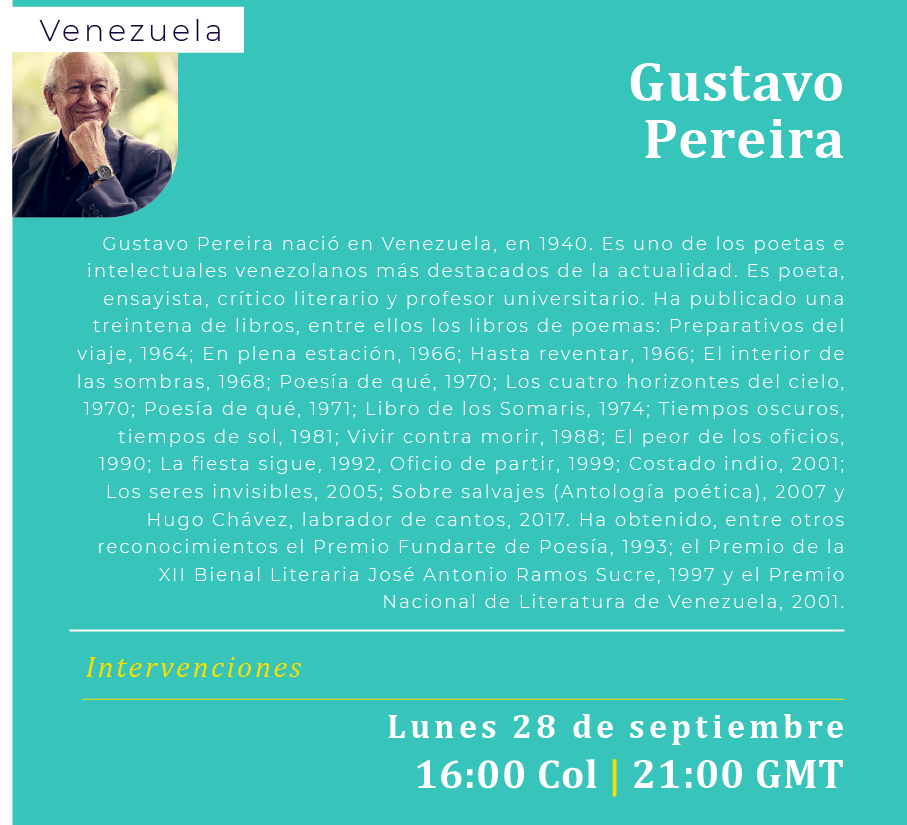 Venezuela
Gustavo
Pereira
Gustavo Pereira nació en Venezuela, en 1940. Es uno de los poetas e
intelectuales venezolanos más destacados de la actualidad. Es poeta,
ensayista, crítico literario y profesor universitario. Ha publicado una
treintena de libros, entre ellos los libros de poemas: Preparativos del
viaje, 1964; En plena estación, 1966; Hasta reventar, 1966; El interior de
las sombras, 1968; Poesía de qué, 1970; Los cuatro horizontes del cielo,
1970; Poesía de qué, 1971; Libro de los Somaris, 1974; Tiempos oscuros,
tiempos de sol, 1981; Vivir contra morir, 1988; El peor de los oficios,
1990; La fiesta sigue, 1992, Oficio de partir, 1999; Costado indio, 2001;
Los seres invisibles, 2005; Sobre salvajes (Antología poética), 2007 y
Hugo Chávez, labrador de cantos, 2017. Ha obtenido, entre otros
reconocimientos el Premio Fundarte de Poesía, 1993; el Premio de la
XII Bienal Literaria José Antonio Ramos Sucre, 1997 y el Premio
Nacional de Literatura de Venezuela, 2001.
Intervenciones
Lunes 28 de septiembre
16:00 Col | 21:00 GMT